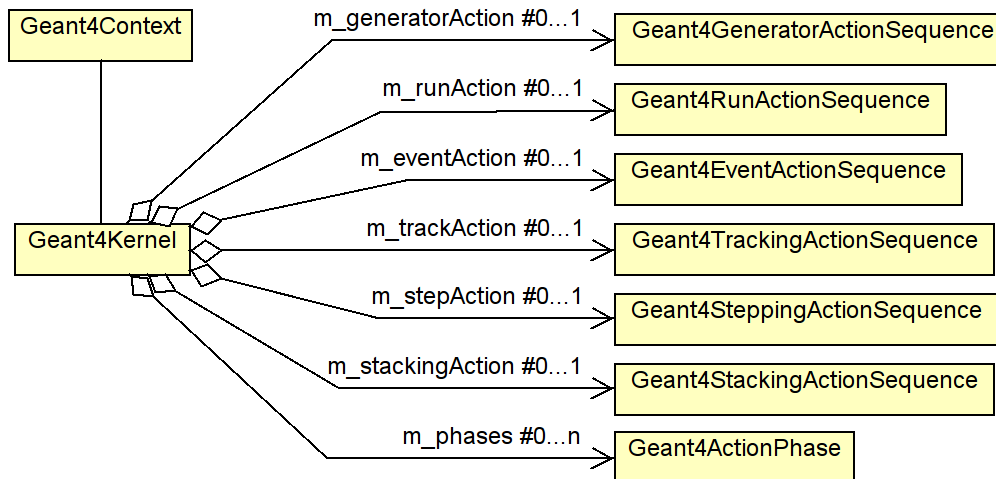 Geant4Context
m_generatorAction #0...1
Geant4GeneratorActionSequence
m_runAction #0...1
Geant4RunActionSequence
m_eventAction #0...1
Geant4EventActionSequence
Geant4Kernel
m_trackAction #0...1
Geant4TrackingActionSequence
m_stepAction #0...1
Geant4SteppingActionSequence
m_stackingAction #0...1
Geant4StackingActionSequence
m_phases #0...n
Geant4ActionPhase